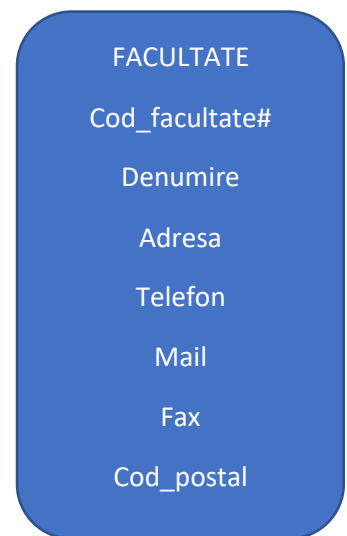 FACULTATE
Cod_facultate#
Denumire
Adresa
Telefon
Mail
Fax
Cod_postal